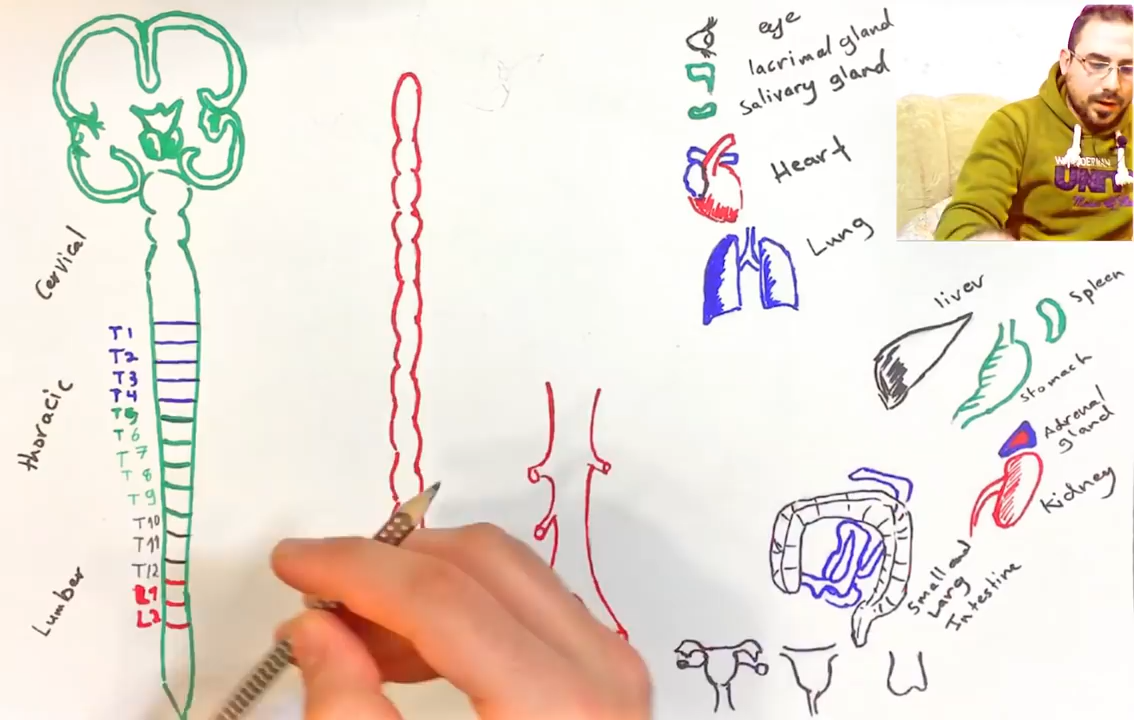 eye
lacrimal gland
Salivary gland
Heart
Lung
Cervical
T1
T2
T3
T4
T5
T6
T7
T8
T9
T10
T11
T12
L1
L2
thoracic
Lumber
liver
Spleen
Stomach
Adrenal
gland
Kidney
Small and
Larg
Intestine
UNIT